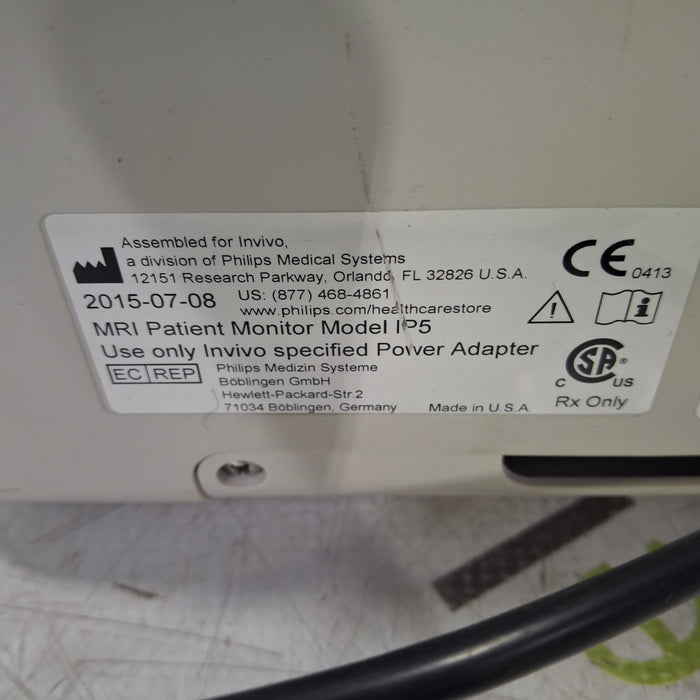 Assembled for Invivo,
a division of Philips Medical Systems
12151 Research Parkway, Orlando, FL 32826 U.S.A.
2015-07-08 US: (877) 468-4861
www.philips.com/healthcarestore
MRI Patient Monitor Model IP5
Use only Invivo specified Power Adapter
EC REP Philips Medizin Systeme
Böblingen GmbH
Hewlett-Packard-Str.2
71034 Böblingen, Germany
Made in U.S.A.
CE 0413
i
C SA ® US
Rx Only